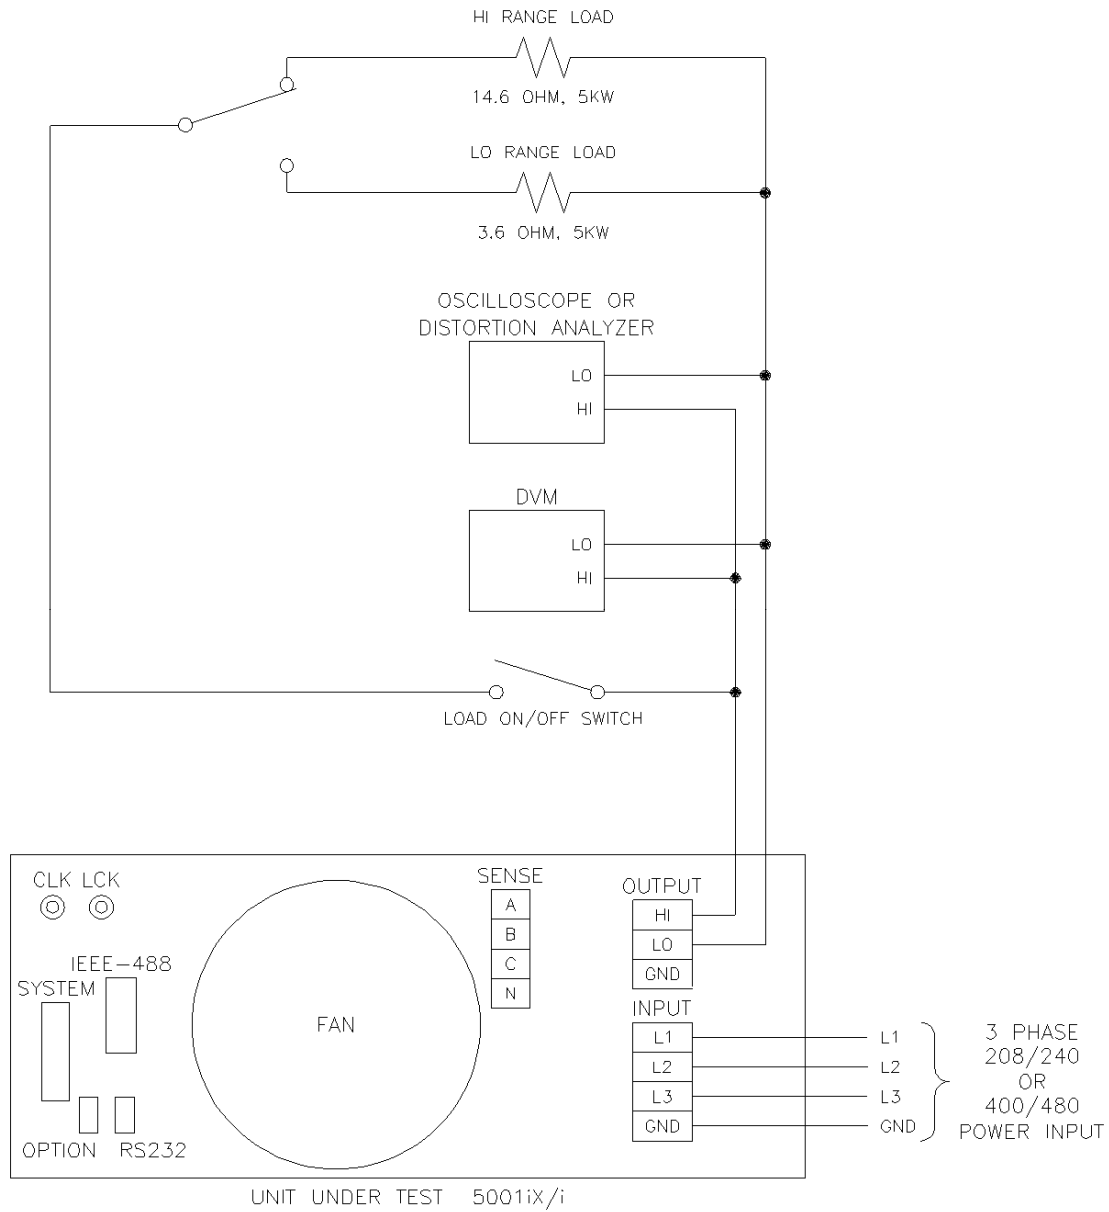 HI RANGE LOAD
14.6 OHM, 5KW
LO RANGE LOAD
3.6 OHM, 5KW
OSCILLOSCOPE OR
DISTORTION ANALYZER
LO
HI
DVM
LO
HI
LOAD ON/OFF SWITCH
CLK LCK
IEEE-488
SYSTEM
OPTION RS232
FAN
SENSE
A
B
C
N
OUTPUT
HI
LO
GND
INPUT
L1
L2
L3
GND
L1
L2
L3
GND
3 PHASE
208/240
OR
400/480
POWER INPUT
UNIT UNDER TEST 5001iX/i